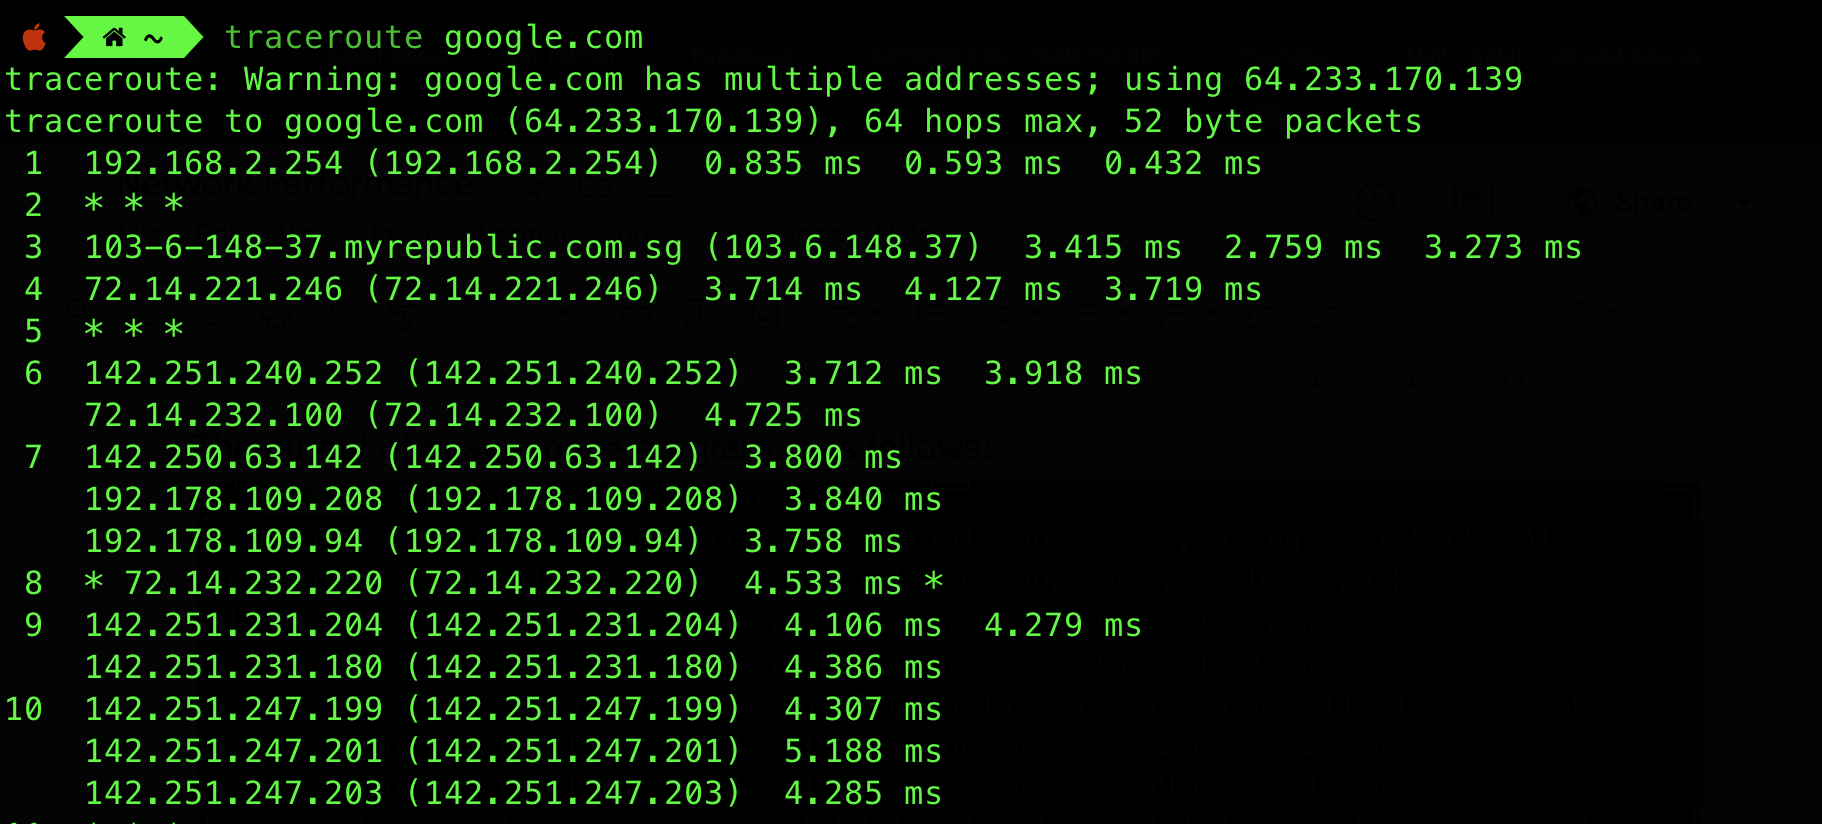 ~ traceroute google.com
traceroute: Warning: google.com has multiple addresses; using 64.233.170.139
traceroute to google.com (64.233.170.139), 64 hops max, 52 byte packets
1 192.168.2.254 (192.168.2.254) 0.835 ms 0.593 ms 0.432 ms
2 * * *
3 103-6-148-37.myrepublic.com.sg (103.6.148.37) 3.415 ms 2.759 ms 3.273 ms
4 72.14.221.246 (72.14.221.246) 3.714 ms 4.127 ms 3.719 ms
5 * * *
6 142.251.240.252 (142.251.240.252) 3.712 ms 3.918 ms
72.14.232.100 (72.14.232.100) 4.725 ms
7 142.250.63.142 (142.250.63.142) 3.800 ms
192.178.109.208 (192.178.109.208) 3.840 ms
192.178.109.94 (192.178.109.94) 3.758 ms
8 * 72.14.232.220 (72.14.232.220) 4.533 ms *
9 142.251.231.204 (142.251.231.204) 4.106 ms 4.279 ms
142.251.231.180 (142.251.231.180) 4.386 ms
10 142.251.247.199 (142.251.247.199) 4.307 ms
142.251.247.201 (142.251.247.201) 5.188 ms
142.251.247.203 (142.251.247.203) 4.285 ms